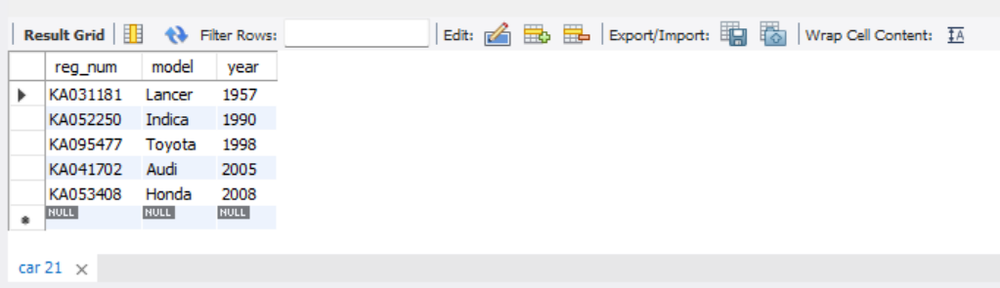 Result Grid Filter Rows: Edit: Export/Import: Wrap Cell Content: IA
reg_num model year
KA031181 Lancer 1957
KA052250 Indica 1990
KA095477 Toyota 1998
KA041702 Audi 2005
KA053408 Honda 2008
NULL NULL NULL
car 21